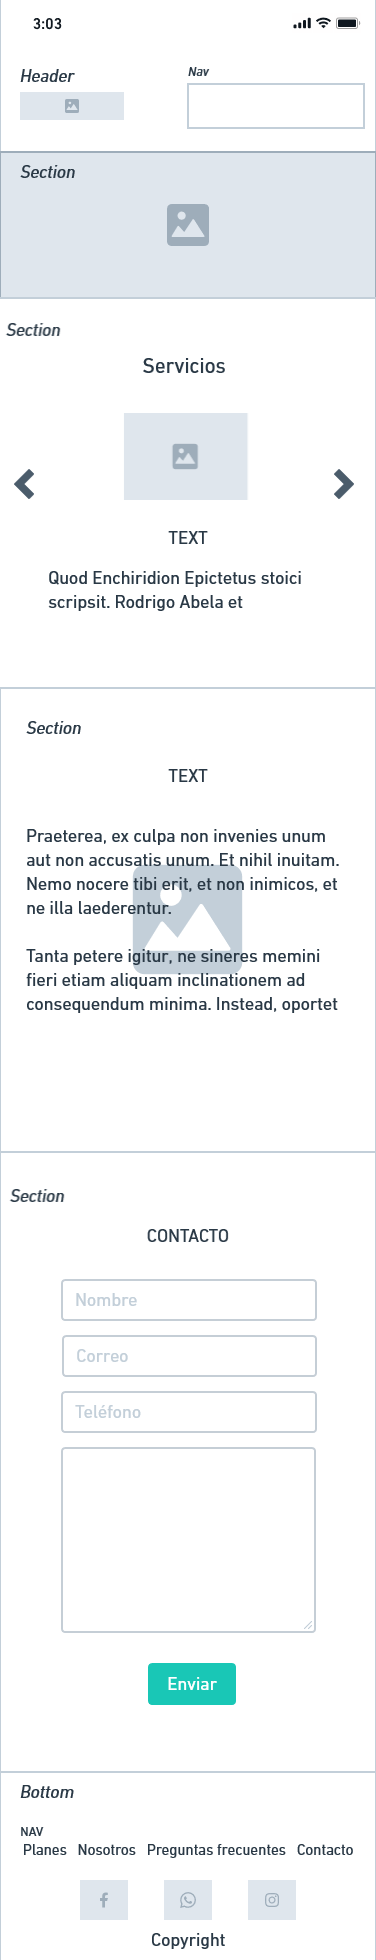 3:03
Header
Nav
Section
Section
Servicios
TEXT
Quod Enchiridion Epictetus stoici
scripsit. Rodrigo Abela et
Section
TEXT
Praeterea, ex culpa non invenies unum
aut non accusatis unum. Et nihil inuitam.
Nemo nocere tibi erit, et non inimicos, et
ne illa laederentur.
Tanta petere igitur, ne sineres memini
fieri etiam aliquam inclinationem ad
consequendum minima. Instead, oportet
Section
CONTACTO
Nombre
Correo
Teléfono
Enviar
Bottom
NAV
Planes Nosotros Preguntas frecuentes Contacto
Copyright